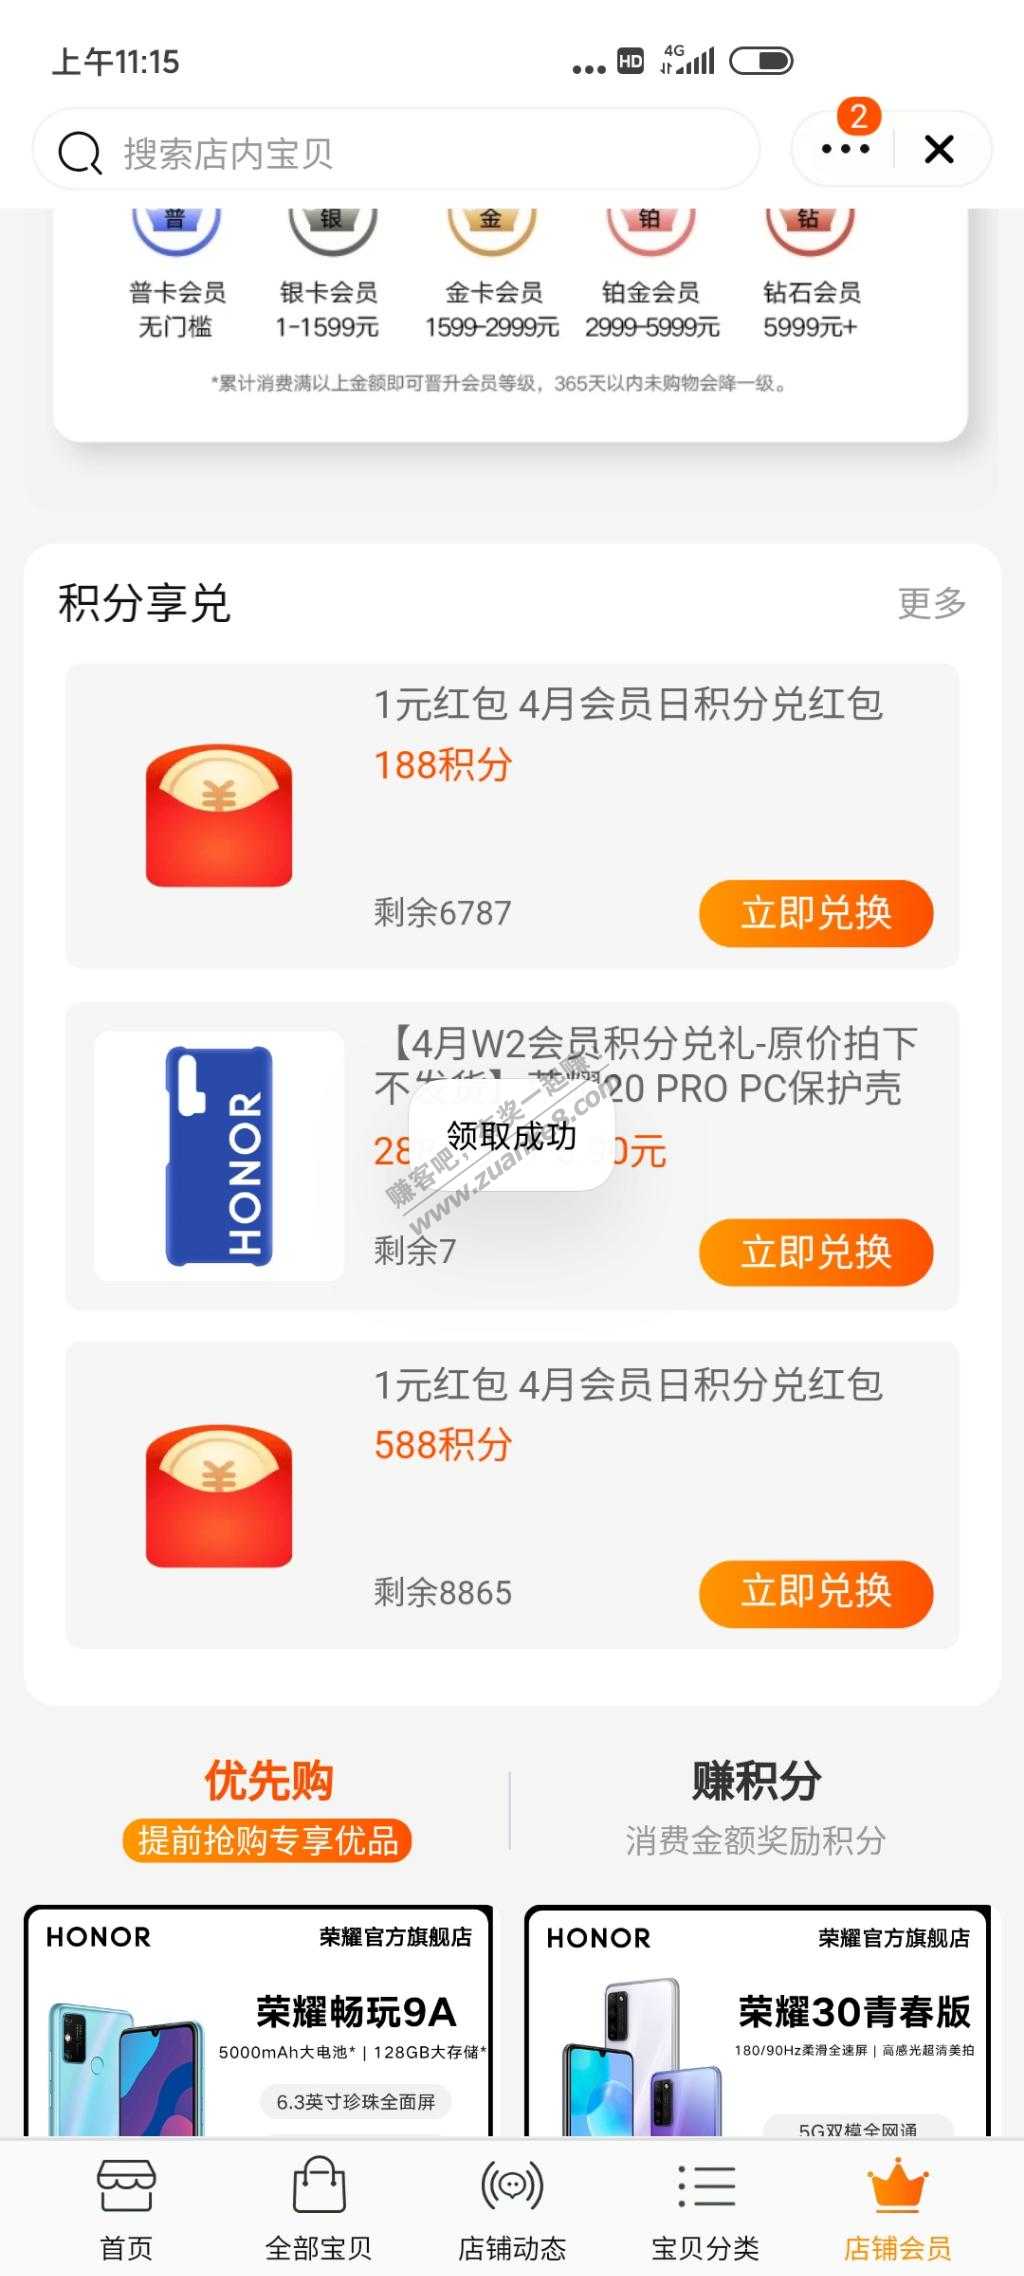 上午11:15
HD 4G
搜索店内宝贝
2
普 银 金 铂 钻
普卡会员 银卡会员 金卡会员 铂金会员 钻石会员
无门槛 1-1599元 1599-2999元 2999-5999元 5999元+
*累计消费满以上金额即可晋升会员等级，365天以内未购物会降一级。
积分享兑 更多
1元红包 4月会员日积分兑红包
188积分
剩余6787 立即兑换
【4月W2会员积分兑礼-原价拍下
不发货】荣耀20 PRO PC保护壳
HONOR
28 0元
领取成功
赚客吧，有奖一起赚！
www.zuanke8.com
剩余7 立即兑换
1元红包 4月会员日积分兑红包
588积分
剩余8865 立即兑换
优先购 赚积分
提前抢购专享优品 消费金额奖励积分
HONOR 荣耀官方旗舰店
荣耀畅玩9A
5000mAh大电池* | 128GB大存储*
6.3英寸珍珠全面屏
HONOR 荣耀官方旗舰店
荣耀30青春版
180/90Hz柔滑全速屏 | 高感光超清美拍
5G双模全网通
首页 全部宝贝 店铺动态 宝贝分类 店铺会员